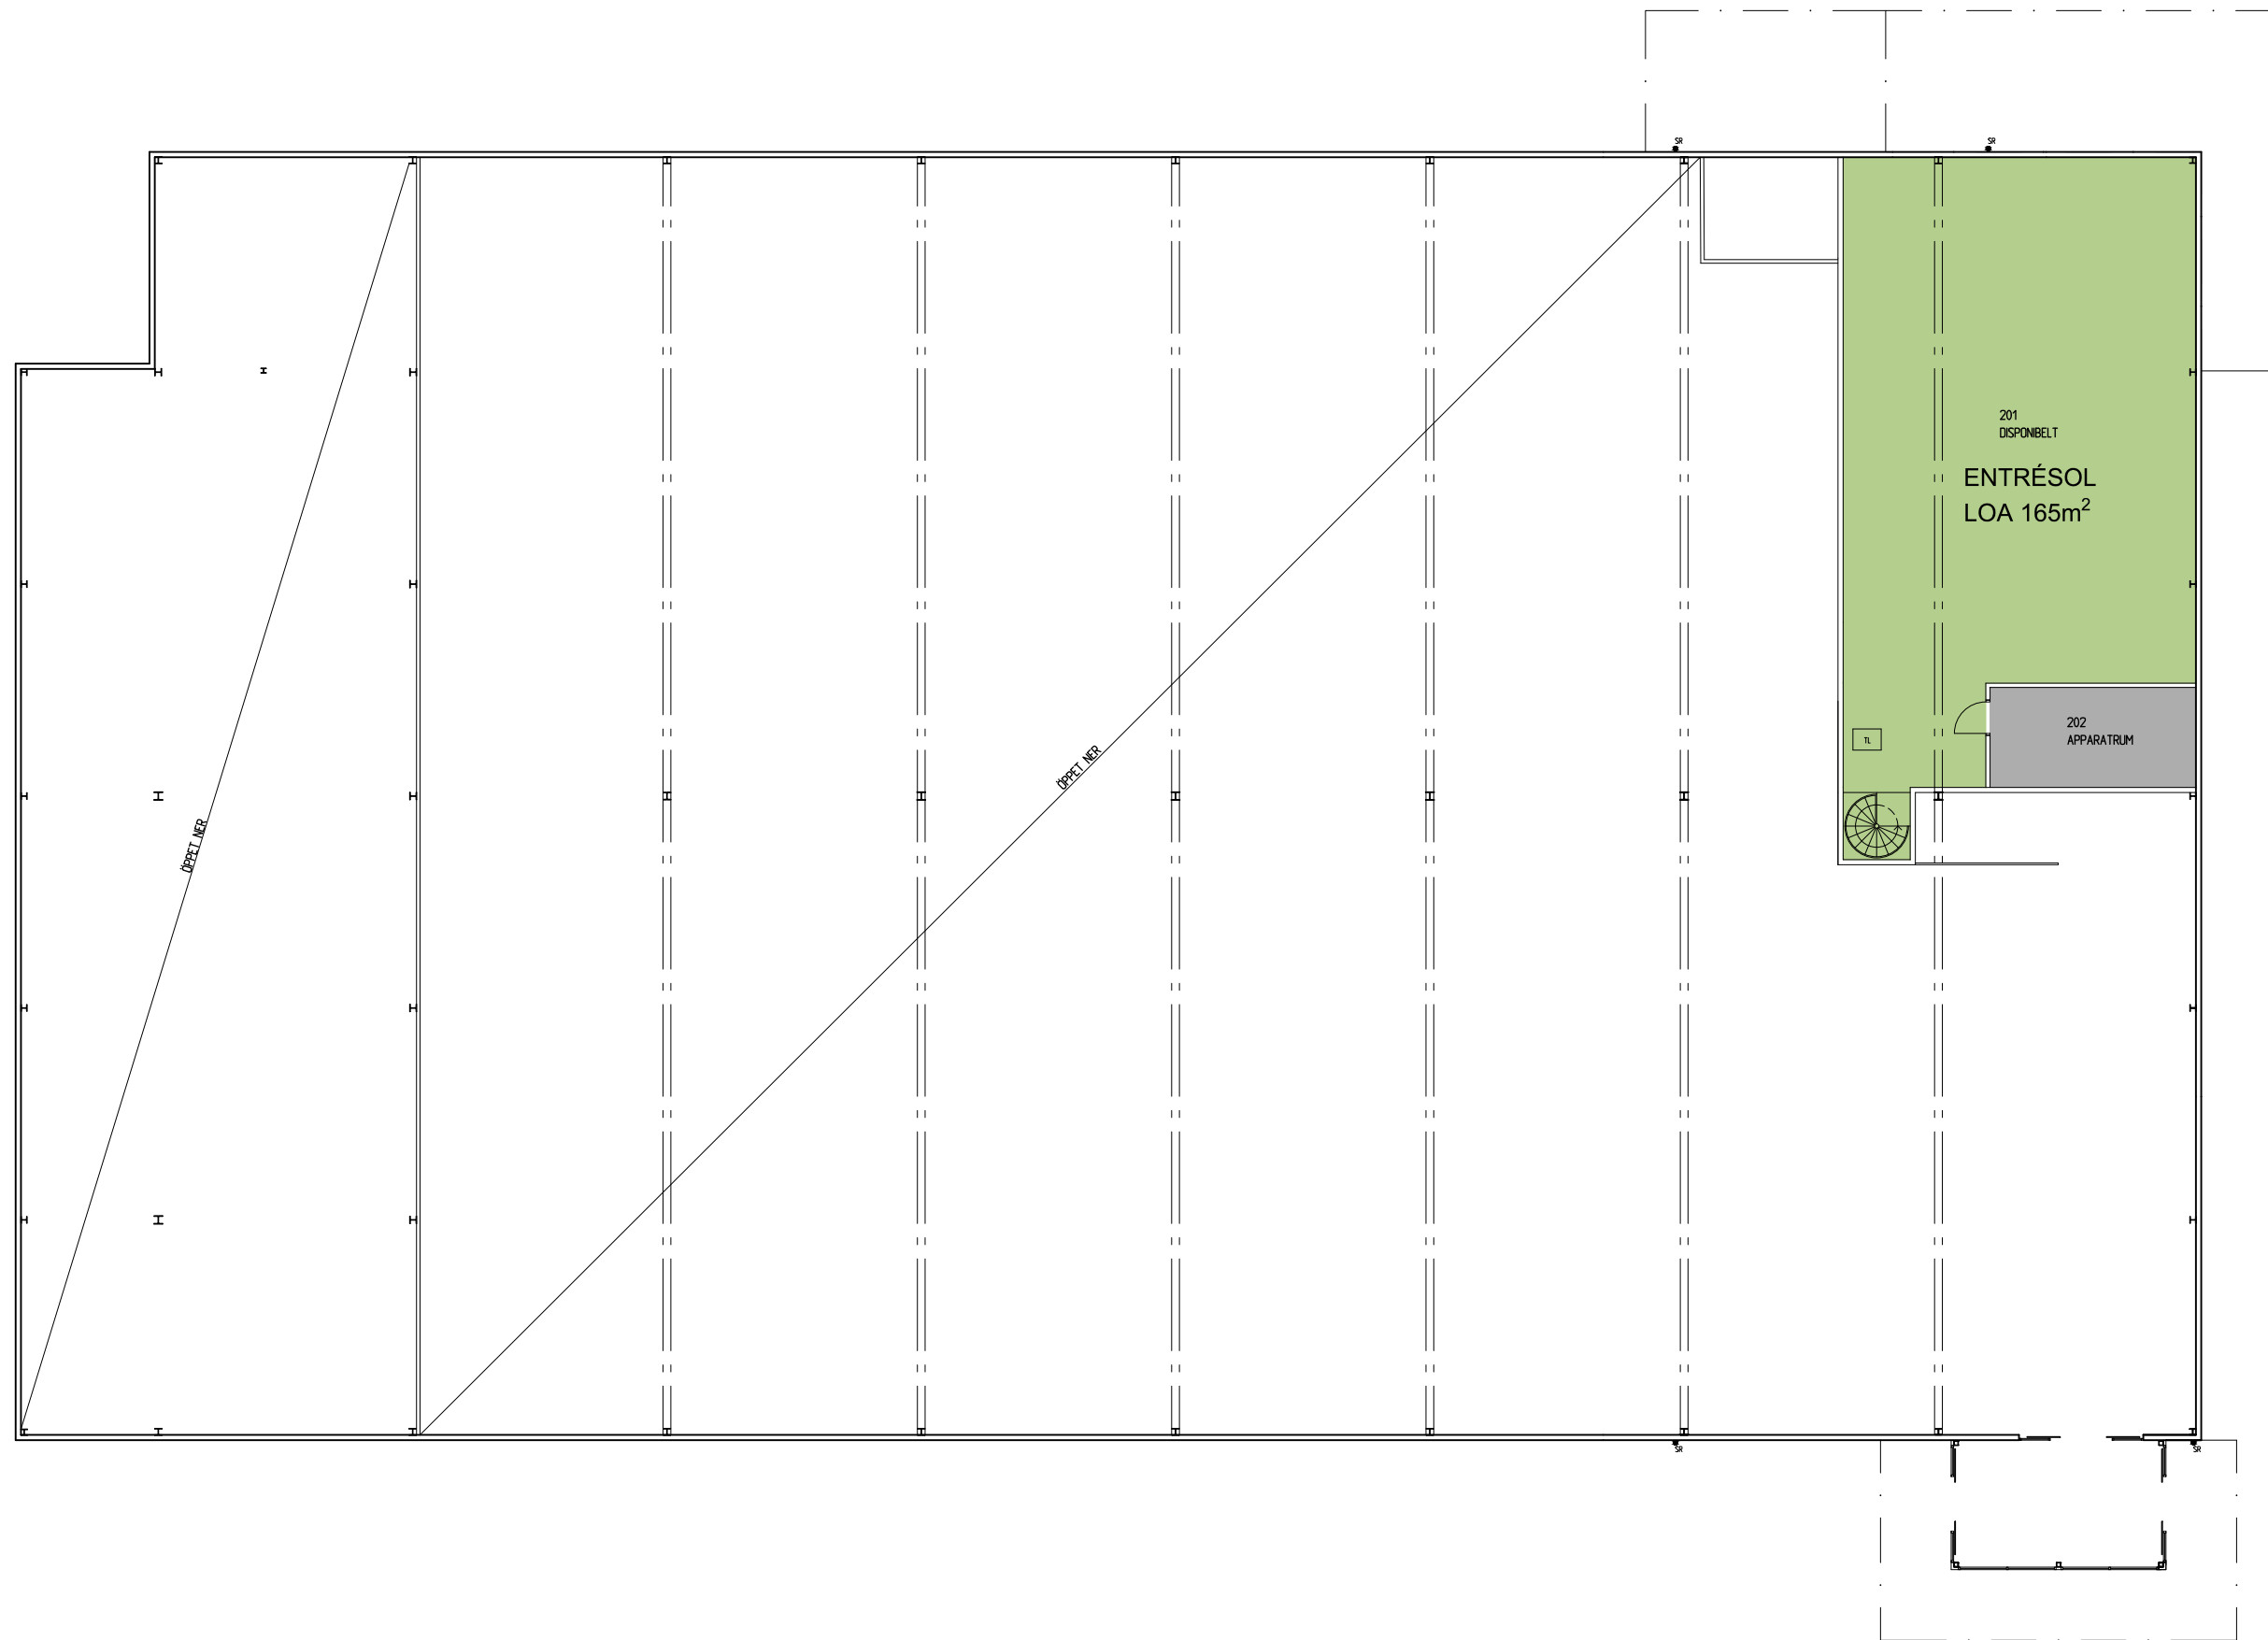 SR
SR
201
DISPONIBELT
ENTRÉSOL
LOA 165m²
202
APPARATRUM
TL
ÖPPET NER
ÖPPET NER
SR
SR